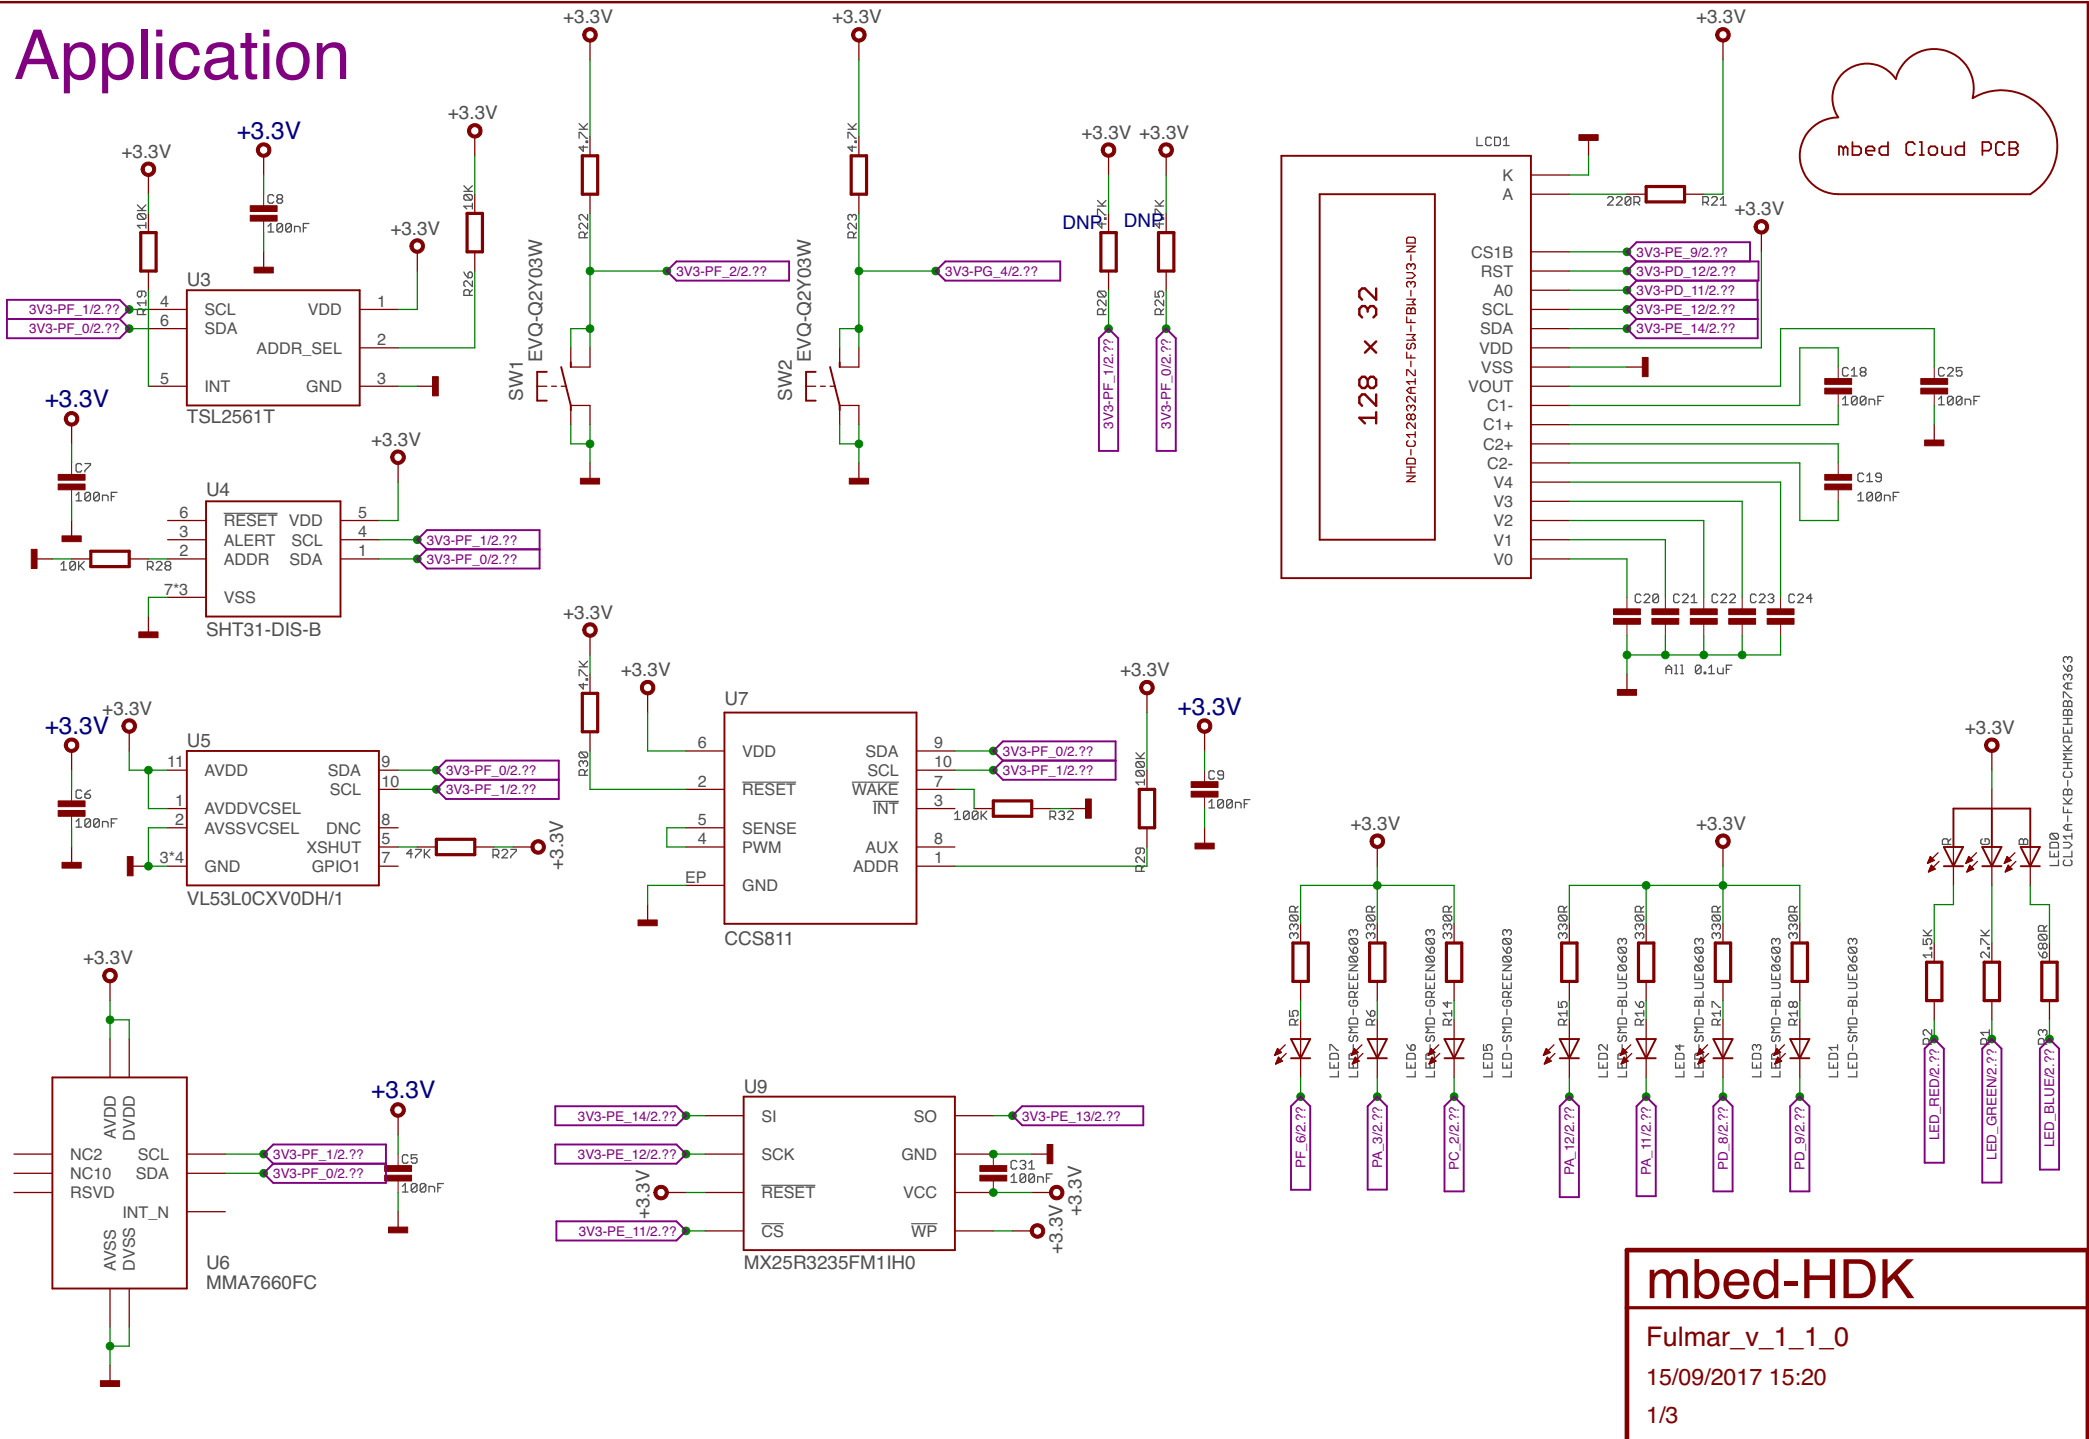 Application
+3.3V
+3.3V
+3.3V
mbed Cloud PCB
+3.3V
10K
R19
+3.3V
C8
100nF
+3.3V
10K
R26
+3.3V
U3
3V3-PF_1/2.??
3V3-PF_0/2.??
4 SCL
6 SDA
5 INT
VDD 1
ADDR_SEL 2
GND 3
TSL2561T
4.7K
R22
3V3-PF_2/2.??
SW1
EVQ-Q2Y03W
4.7K
R23
3V3-PG_4/2.??
SW2
EVQ-Q2Y03W
+3.3V +3.3V
DNP 4.7K
DNP 4.7K
R20
R25
3V3-PF_1/2.??
3V3-PF_0/2.??
LCD1
128 x 32
NHD-C12832A1Z-FSW-FBW-3V3-ND
K
A
220R R21
+3.3V
CS1B 3V3-PE_9/2.??
RST 3V3-PD_12/2.??
A0 3V3-PD_11/2.??
SCL 3V3-PE_12/2.??
SDA 3V3-PE_14/2.??
VDD
VSS
VOUT
C1-
C1+
C2+
C2-
V4
V3
V2
V1
V0
C18
100nF
C25
100nF
C19
100nF
C20 C21 C22 C23 C24
All 0.1uF
+3.3V
C7
100nF
+3.3V
U4
6 RESET VDD 5
3 ALERT SCL 4
2 ADDR SDA 1
7*3 VSS
10K R28
3V3-PF_1/2.??
3V3-PF_0/2.??
SHT31-DIS-B
+3.3V
+3.3V
C6
100nF
U5
11 AVDD SDA 9
SCL 10
1 AVDDVCSEL
2 AVSSVCSEL DNC 8
XSHUT 5
3*4 GND GPIO1 7
3V3-PF_0/2.??
3V3-PF_1/2.??
47K R27 +3.3V
VL53L0CXV0DH/1
+3.3V
4.7K
R30
+3.3V
U7
6 VDD SDA 9
SCL 10
2 RESET WAKE 7
INT 3
5 SENSE
4 PWM AUX 8
ADDR 1
EP GND
3V3-PF_0/2.??
3V3-PF_1/2.??
100K R32
CCS811
+3.3V
100K
R29
+3.3V
C9
100nF
+3.3V
330R
330R
330R
R5
R6
R14
LED7
LED-SMD-GREEN0603
LED6
LED-SMD-GREEN0603
LED5
LED-SMD-GREEN0603
PF_6/2.??
PA_3/2.??
PC_2/2.??
+3.3V
330R
330R
330R
330R
R15
R16
R17
R18
LED2
LED-SMD-BLUE0603
LED4
LED-SMD-BLUE0603
LED3
LED-SMD-BLUE0603
LED1
LED-SMD-BLUE0603
PA_12/2.??
PA_11/2.??
PD_8/2.??
PD_9/2.??
+3.3V
R
G
B
LED0
CLV1A-FKB-CHMKPEHBB7A363
1.5K
2.7K
680R
R2
R1
R3
LED_RED/2.??
LED_GREEN/2.??
LED_BLUE/2.??
+3.3V
AVDD
DVDD
NC2 SCL
NC10 SDA
RSVD
INT_N
AVSS
DVSS
3V3-PF_1/2.??
3V3-PF_0/2.??
U6
MMA7660FC
+3.3V
C5
100nF
U9
3V3-PE_14/2.?? SI SO 3V3-PE_13/2.??
3V3-PE_12/2.?? SCK GND
+3.3V RESET VCC +3.3V
3V3-PE_11/2.?? CS WP +3.3V
C31
100nF
MX25R3235FM1IH0
mbed-HDK
Fulmar_v_1_1_0
15/09/2017 15:20
1/3